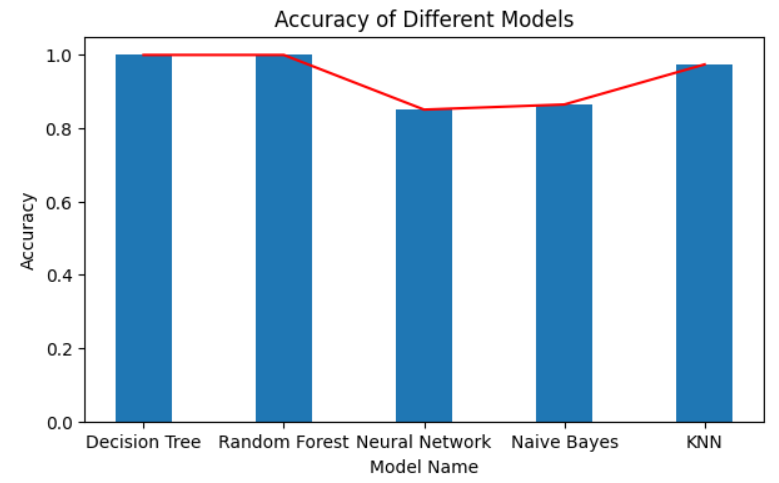 Accuracy of Different Models
Accuracy
1.0
0.8
0.6
0.4
0.2
0.0
Decision Tree Random Forest Neural Network Naive Bayes KNN
Model Name